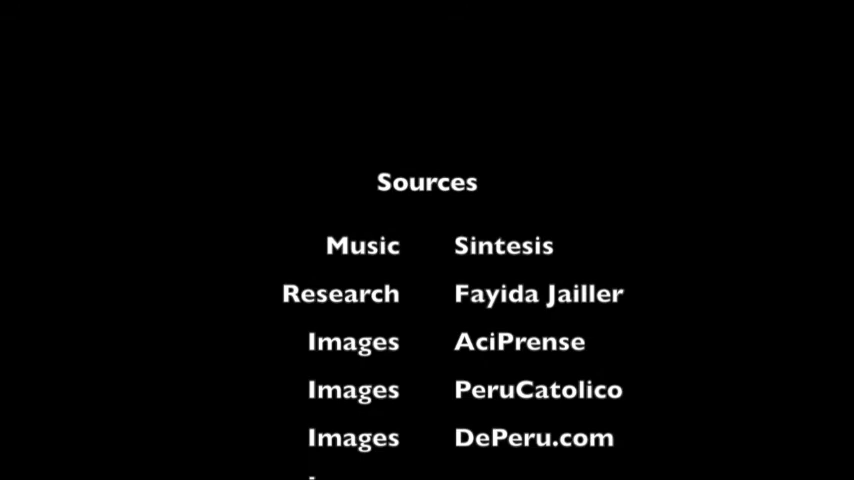 Sources
Music Sintesis
Research Fayida Jailler
Images AciPrense
Images PeruCatolico
Images DePeru.com